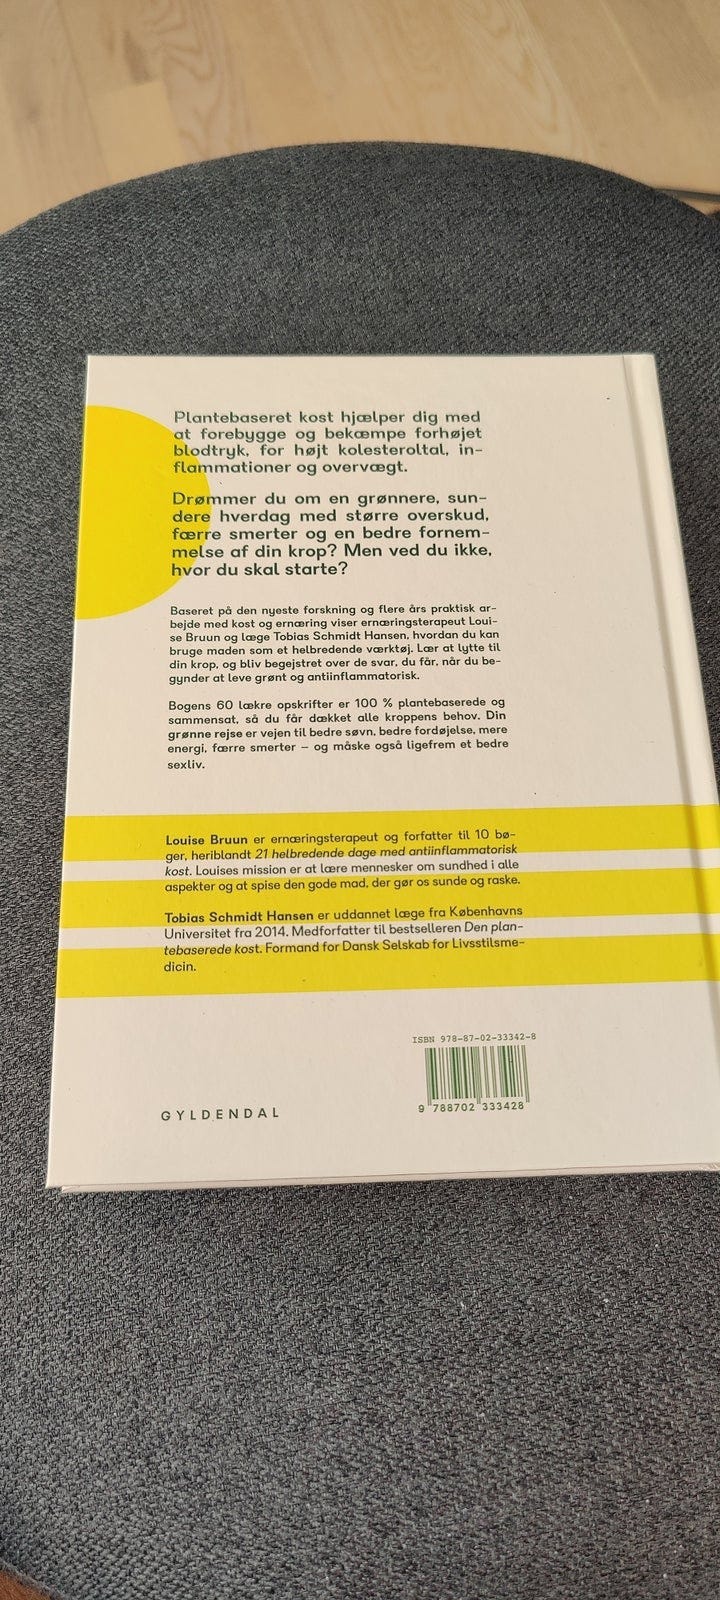 Plantebaseret kost hjælper dig med
at forebygge og bekæmpe forhøjet
blodtryk, for højt kolesteroltal, in-
flammationer og overvægt.
Drømmer du om en grønnere, sun-
dere hverdag med større overskud,
færre smerter og en bedre fornem-
melse af din krop? Men ved du ikke,
hvor du skal starte?
Baseret på den nyeste forskning og flere års praktisk ar-
bejde med kost og ernæring viser ernæringsterapeut Loui-
se Bruun og læge Tobias Schmidt Hansen, hvordan du kan
bruge maden som et helbredende værktøj. Lær at lytte til
din krop, og bliv begejstret over de svar, du får, når du be-
gynder at leve grønt og antiinflammatorisk.
Bogens 60 lækre opskrifter er 100 % plantebaserede og
sammensat, så du får dækket alle kroppens behov. Din
grønne rejse er vejen til bedre søvn, bedre fordøjelse, mere
energi, færre smerter – og måske også ligefrem et bedre
sexliv.
Louise Bruun er ernæringsterapeut og forfatter til 10 bø-
ger, heriblandt 21 helbredende dage med antiinflammatorisk
kost. Louises mission er at lære mennesker om sundhed i alle
aspekter og at spise den gode mad, der gør os sunde og raske.
Tobias Schmidt Hansen er uddannet læge fra Københavns
Universitet fra 2014. Medforfatter til bestselleren Den plan-
tebaserede kost. Formand for Dansk Selskab for Livsstilsme-
dicin.
ISBN 978-87-02-33342-8
9 788702 333428
GYLDENDAL